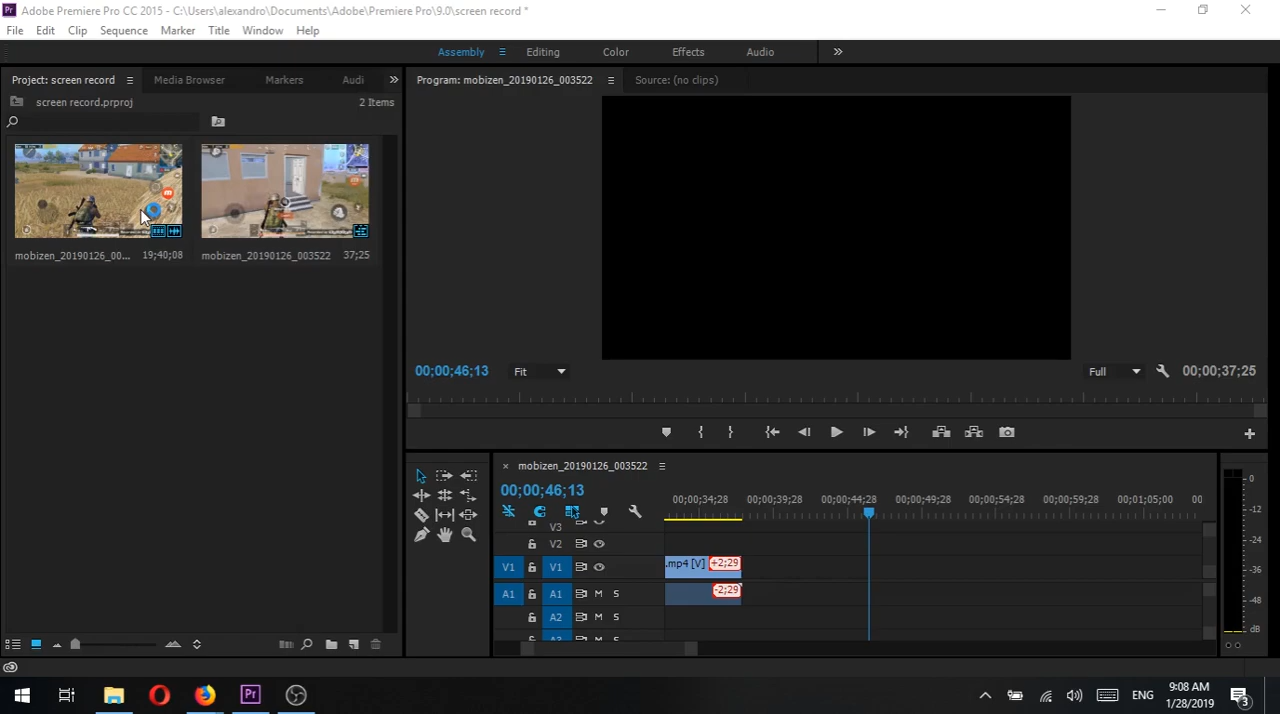 Pr Adobe Premiere Pro CC 2015 - C:\Users\alexandro\Documents\Adobe\Premiere Pro\9.0\screen record *
File Edit Clip Sequence Marker Title Window Help
Assembly Editing Color Effects Audio
Project: screen record Media Browser Markers Audi
screen record.prproj 2 Items
mobizen_20190126_00... 19;40;08 mobizen_20190126_003522 37;25
Program: mobizen_20190126_003522 Source: (no clips)
00;00;46;13 Fit Full 00;00;37;25
mobizen_20190126_003522
00;00;46;13
00;00;34;28 00;00;39;28 00;00;44;28 00;00;49;28 00;00;54;28 00;00;59;28 00;01;05;00 00
V3
V2
V1 V1 .mp4 [V] +2;29
A1 A1 M S -2;29
A2 M S
A3 M S
0
-12
-24
-36
-48
dB
Pr
ENG 9:08 AM
1/28/2019 3